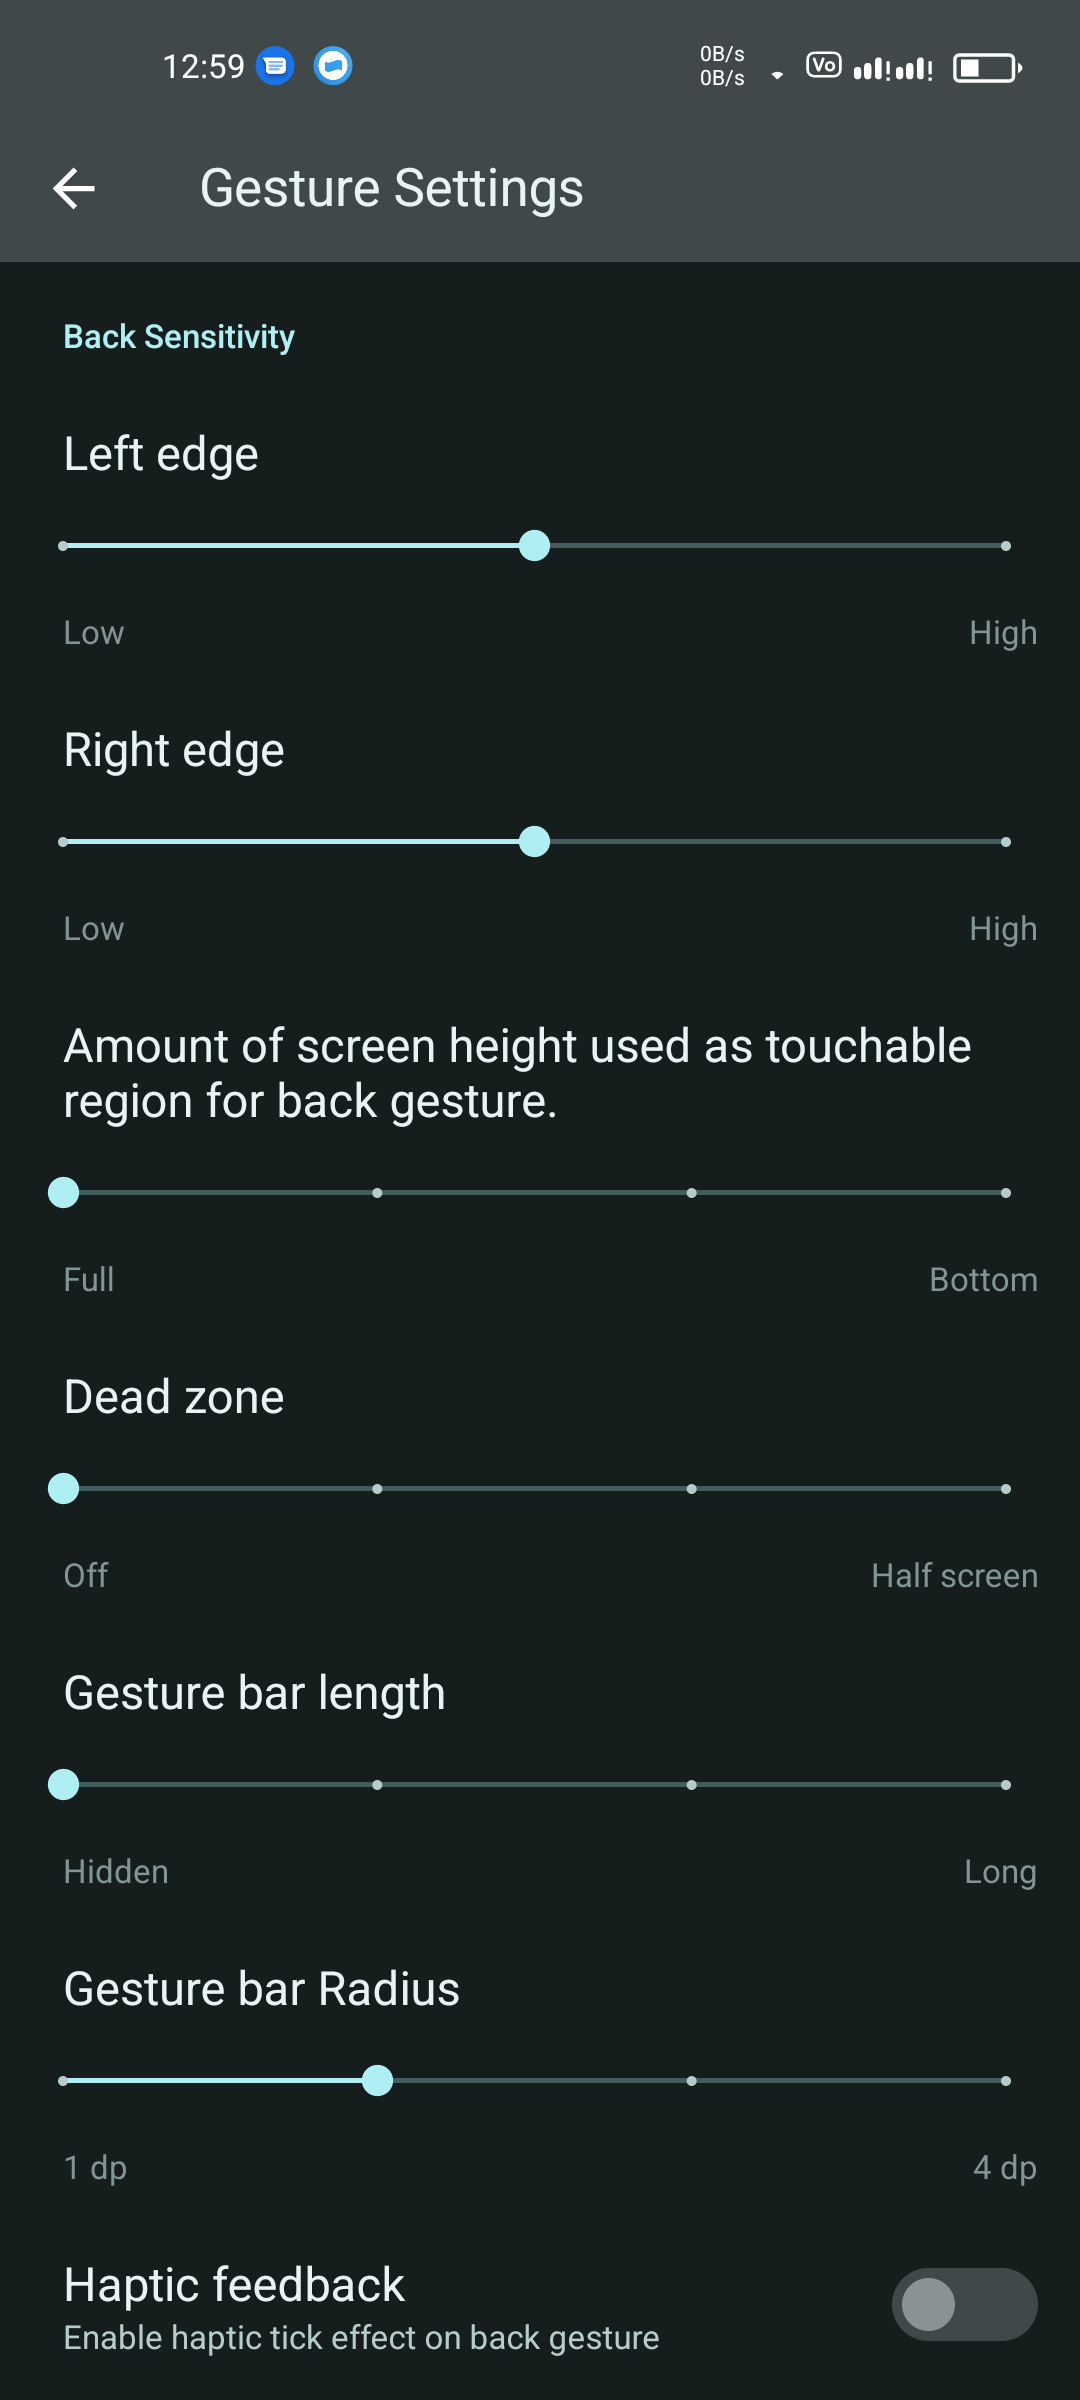 12:59
0B/s
0B/s
Vo
Gesture Settings
Back Sensitivity
Left edge
Low High
Right edge
Low High
Amount of screen height used as touchable
region for back gesture.
Full Bottom
Dead zone
Off Half screen
Gesture bar length
Hidden Long
Gesture bar Radius
1 dp 4 dp
Haptic feedback
Enable haptic tick effect on back gesture